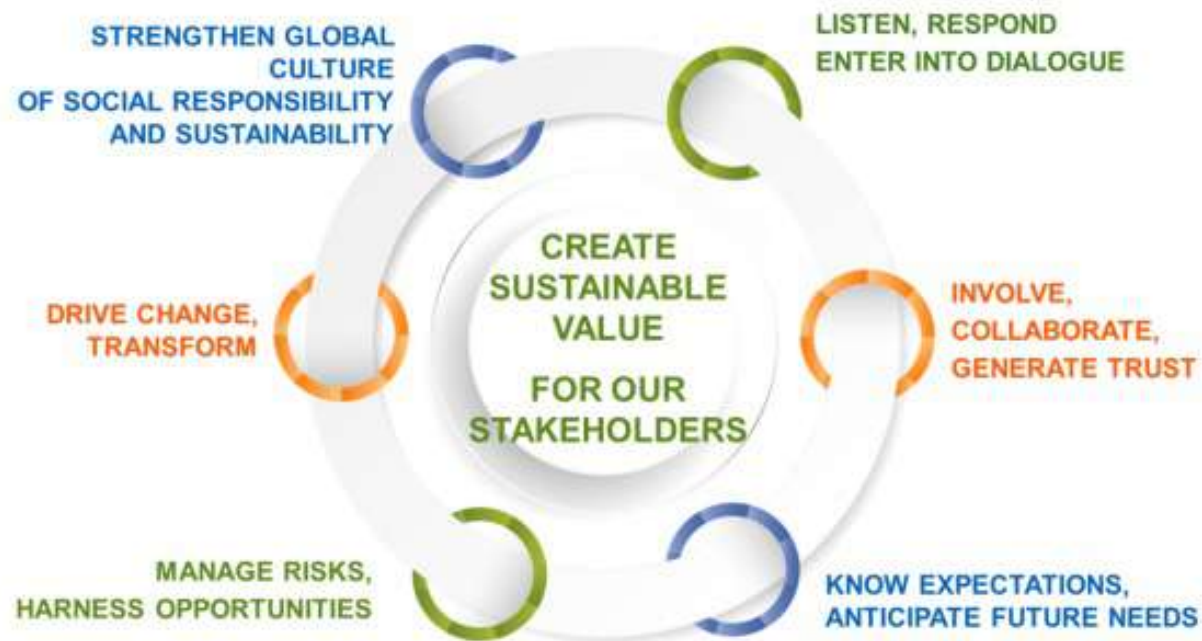 STRENGTHEN GLOBAL
CULTURE
OF SOCIAL RESPONSIBILITY
AND SUSTAINABILITY
LISTEN, RESPOND
ENTER INTO DIALOGUE
CREATE
SUSTAINABLE
VALUE
FOR OUR
STAKEHOLDERS
DRIVE CHANGE,
TRANSFORM
INVOLVE,
COLLABORATE,
GENERATE TRUST
MANAGE RISKS,
HARNESS OPPORTUNITIES
KNOW EXPECTATIONS,
ANTICIPATE FUTURE NEEDS